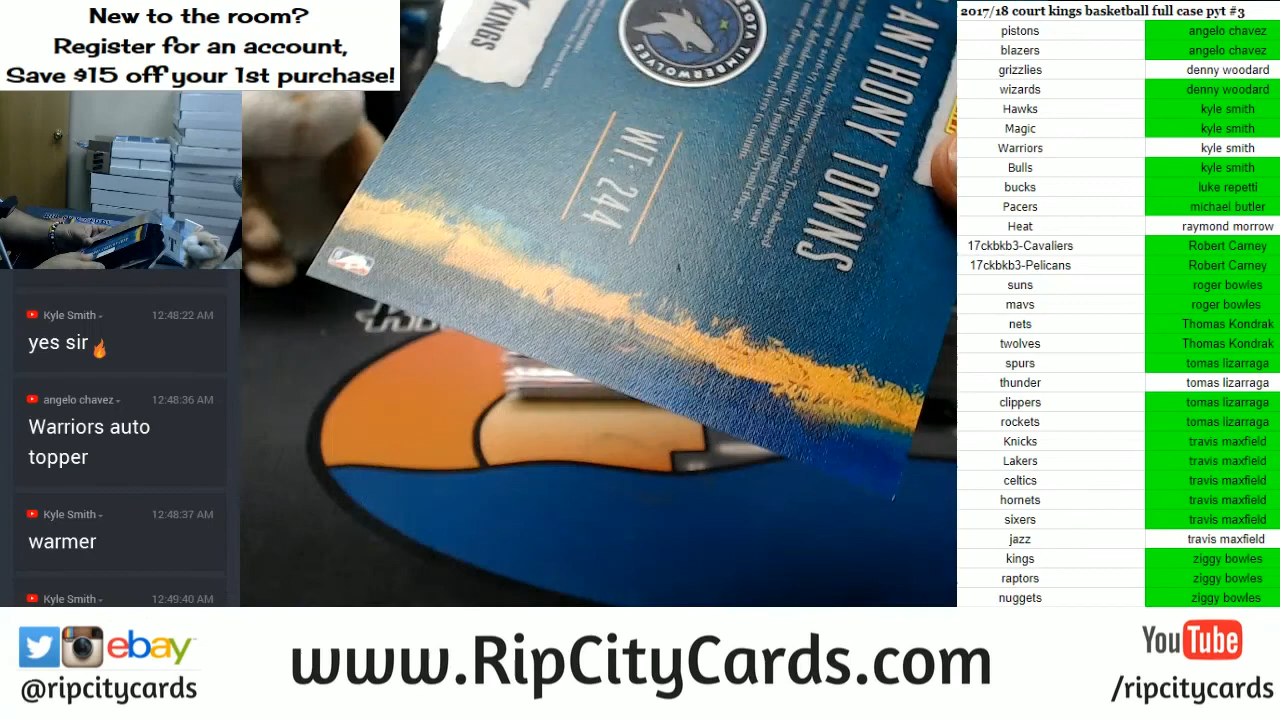 New to the room?
Register for an account,
Save $15 off your 1st purchase!
Kyle Smith
12:48:22 AM
yes sir🔥
angelo chavez
12:48:36 AM
Warriors auto
topper
Kyle Smith
12:48:37 AM
warmer
Kyle Smith
12:49:40 AM
KINGS
TIMBERWOLVES
-ANTHONY TOWNS
WT: 244
2017/18 court kings basketball full case pyt #3
pistons angelo chavez
blazers angelo chavez
grizzlies denny woodard
wizards denny woodard
Hawks kyle smith
Magic kyle smith
Warriors kyle smith
Bulls kyle smith
bucks luke repetti
Pacers michael butler
Heat raymond morrow
17ckbkb3-Cavaliers Robert Carney
17ckbkb3-Pelicans Robert Carney
suns roger bowles
mavs roger bowles
nets Thomas Kondrak
twolves Thomas Kondrak
spurs tomas lizarraga
thunder tomas lizarraga
clippers tomas lizarraga
rockets tomas lizarraga
Knicks travis maxfield
Lakers travis maxfield
celtics travis maxfield
hornets travis maxfield
sixers travis maxfield
jazz travis maxfield
kings ziggy bowles
raptors ziggy bowles
nuggets ziggy bowles
ebay
@ripcitycards
www.RipCityCards.com
YouTube
/ripcitycards